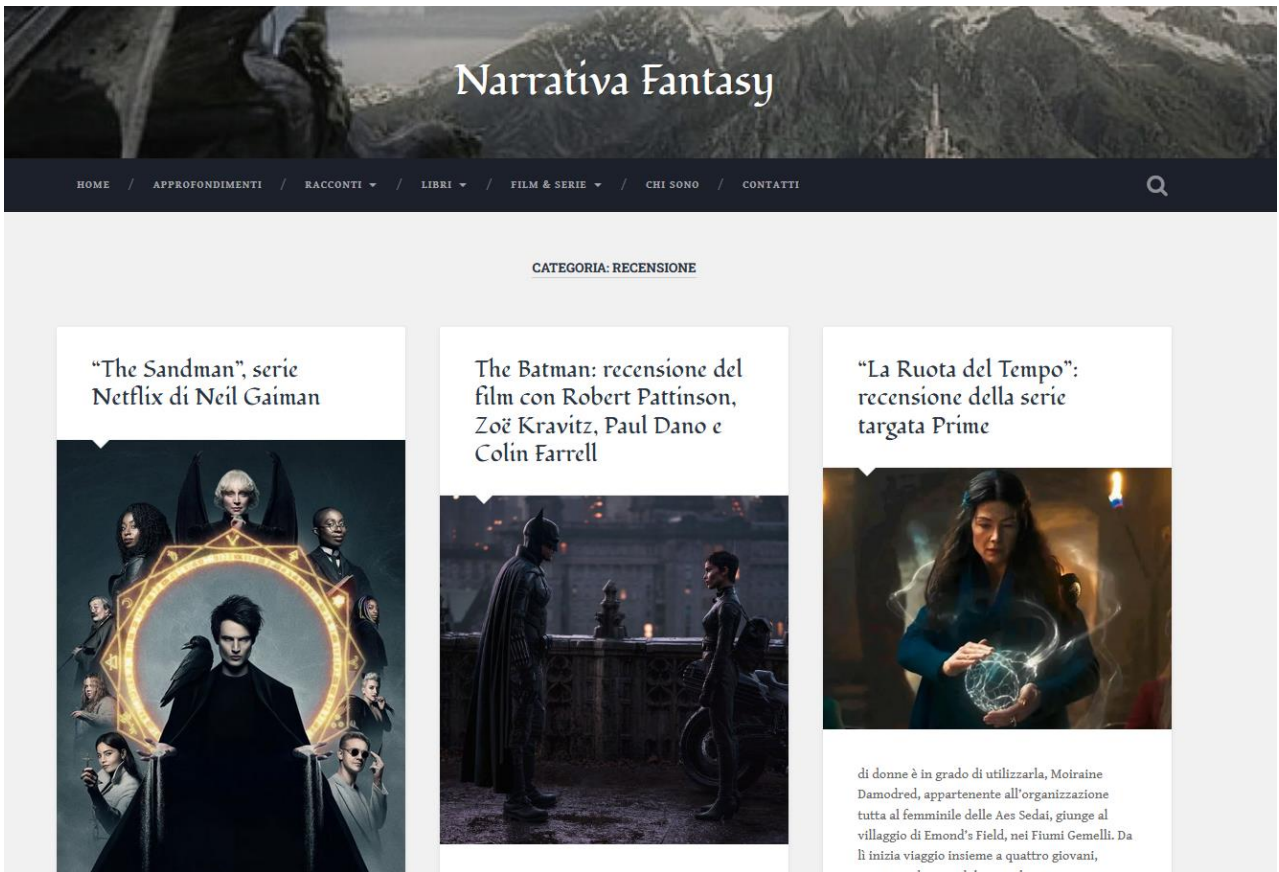 Narrativa Fantasy
HOME / APPROFONDIMENTI / RACCONTI / LIBRI / FILM & SERIE / CHI SONO / CONTATTI
CATEGORIA: RECENSIONE
“The Sandman”, serie
Netflix di Neil Gaiman
The Batman: recensione del
film con Robert Pattinson,
Zoë Kravitz, Paul Dano e
Colin Farrell
“La Ruota del Tempo”:
recensione della serie
targata Prime
di donne è in grado di utilizzarla, Moiraine
Damodred, appartenente all’organizzazione
tutta al femminile delle Aes Sedai, giunge al
villaggio di Emond’s Field, nei Fiumi Gemelli. Da
lì inizia viaggio insieme a quattro giovani,